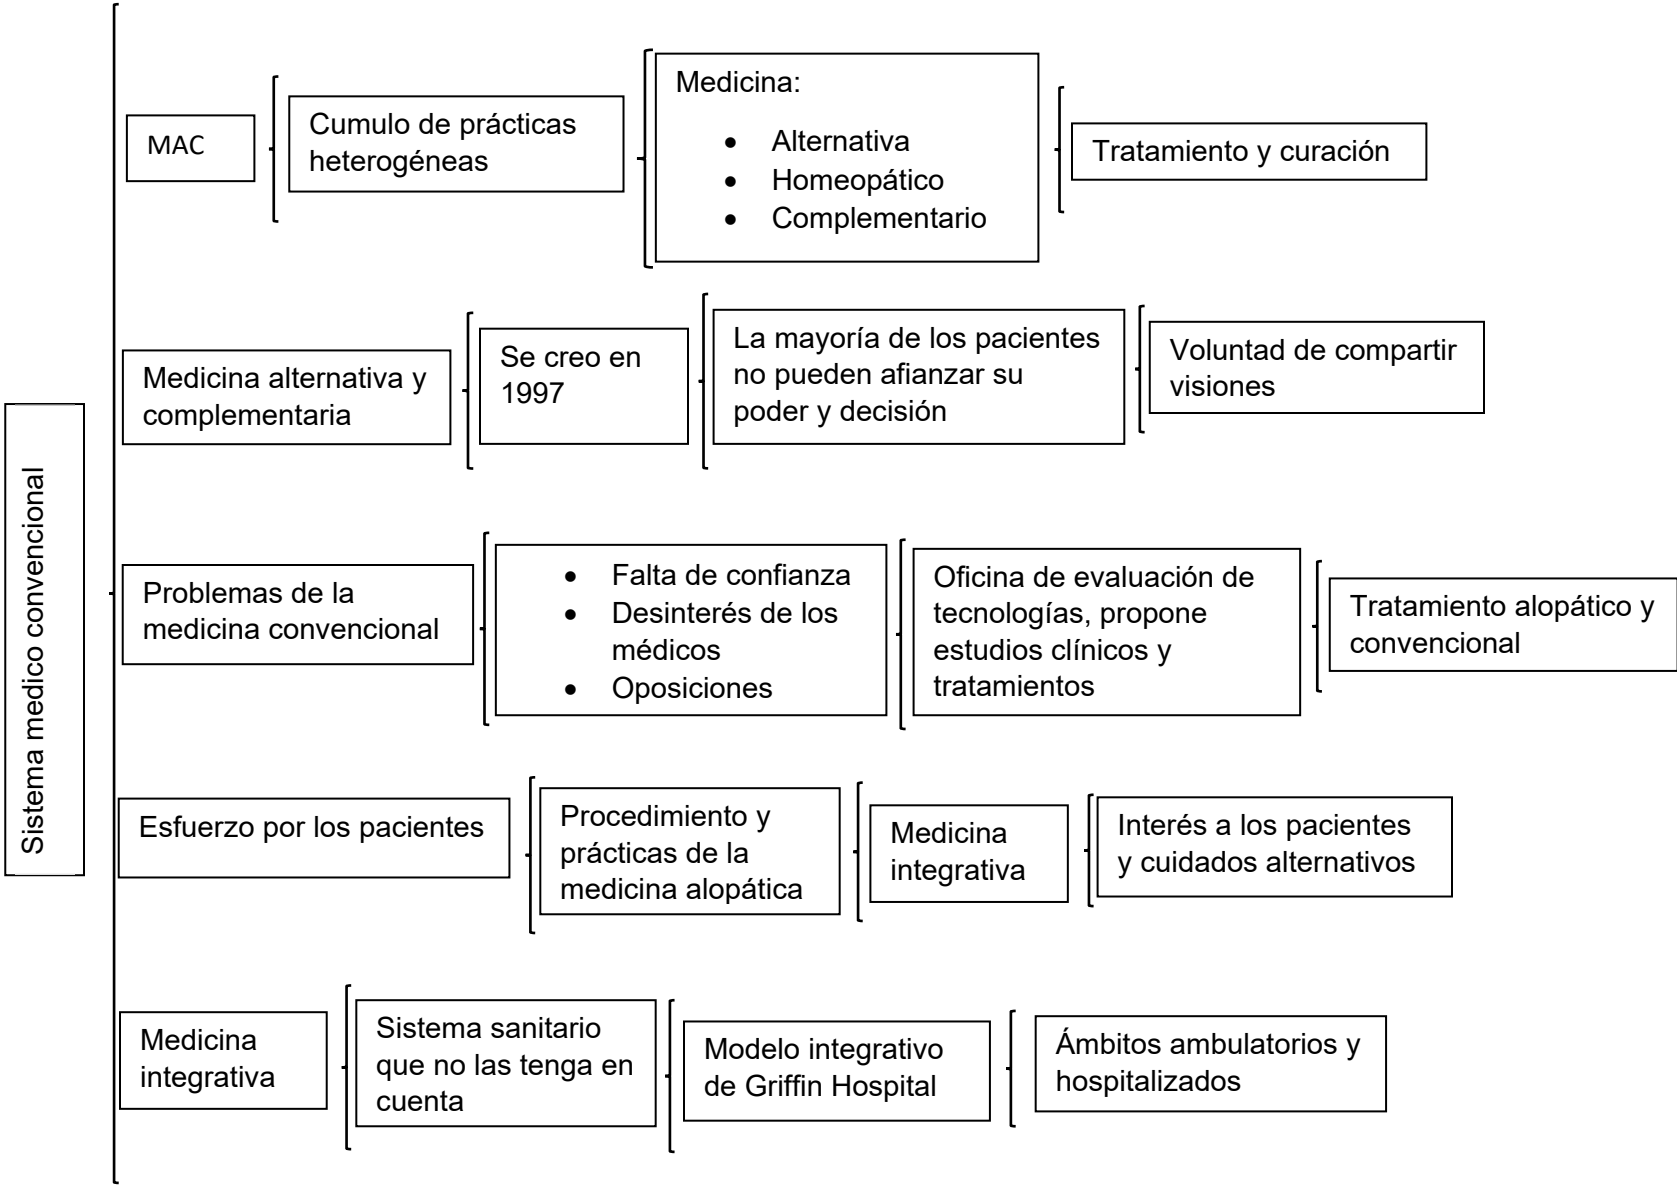 Sistema medico convencional
MAC
Cumulo de prácticas
heterogéneas
Medicina:
• Alternativa
• Homeopático
• Complementario
Tratamiento y curación
Medicina alternativa y
complementaria
Se creo en
1997
La mayoría de los pacientes
no pueden afianzar su
poder y decisión
Voluntad de compartir
visiones
Problemas de la
medicina convencional
• Falta de confianza
• Desinterés de los
médicos
• Oposiciones
Oficina de evaluación de
tecnologías, propone
estudios clínicos y
tratamientos
Tratamiento alopático y
convencional
Esfuerzo por los pacientes
Procedimiento y
prácticas de la
medicina alopática
Medicina
integrativa
Interés a los pacientes
y cuidados alternativos
Medicina
integrativa
Sistema sanitario
que no las tenga en
cuenta
Modelo integrativo
de Griffin Hospital
Ámbitos ambulatorios y
hospitalizados